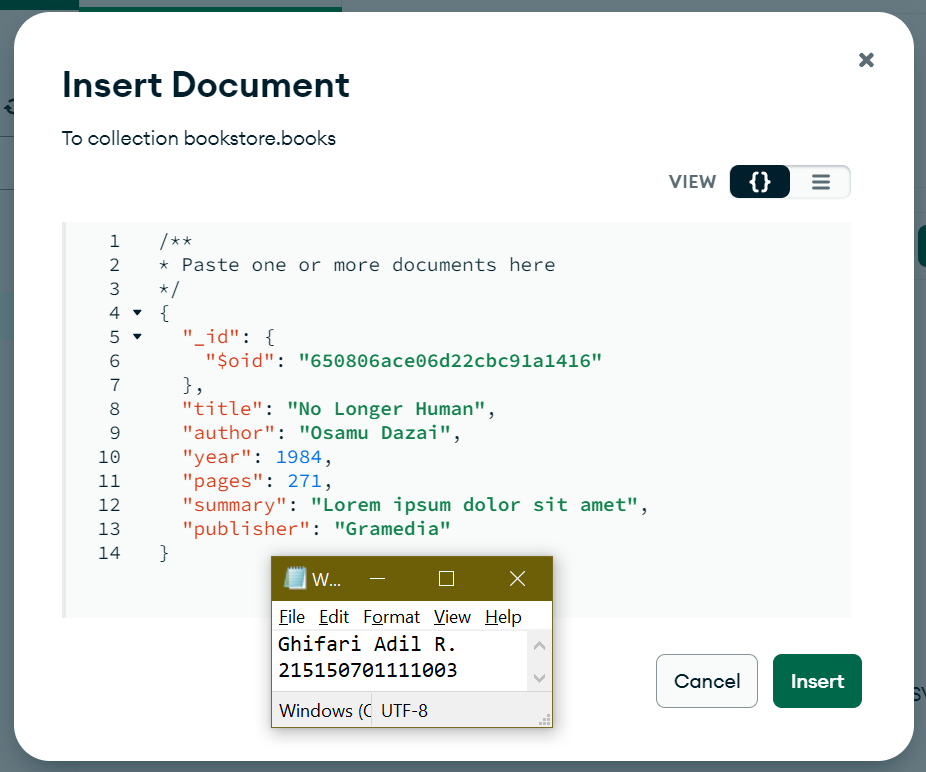 Insert Document
To collection bookstore.books
VIEW {}
1 /**
2 * Paste one or more documents here
3 */
4 {
5 "_id": {
6 "$oid": "650806ace06d22cbc91a1416"
7 },
8 "title": "No Longer Human",
9 "author": "Osamu Dazai",
10 "year": 1984,
11 "pages": 271,
12 "summary": "Lorem ipsum dolor sit amet",
13 "publisher": "Gramedia"
14 }
W...
File Edit Format View Help
Ghifari Adil R.
215150701111003
Windows (C UTF-8
Cancel Insert